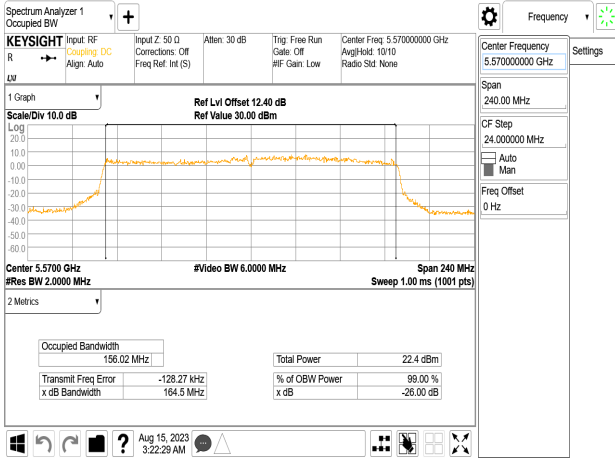 Spectrum Analyzer 1
Occupied BW
Frequency
KEYSIGHT
R
Input: RF
Coupling: DC
Align: Auto
Input Z: 50 Ω
Corrections: Off
Freq Ref: Int (S)
Atten: 30 dB
Trig: Free Run
Gate: Off
#IF Gain: Low
Center Freq: 5.570000000 GHz
Avg|Hold: 10/10
Radio Std: None
Center Frequency
5.570000000 GHz
Settings
Span
240.00 MHz
CF Step
24.000000 MHz
Auto
Man
Freq Offset
0 Hz
1 Graph
Scale/Div 10.0 dB
Ref Lvl Offset 12.40 dB
Ref Value 30.00 dBm
Log
20.0
10.0
0.00
-10.0
-20.0
-30.0
-40.0
-50.0
-60.0
Center 5.5700 GHz
#Res BW 2.0000 MHz
#Video BW 6.0000 MHz
Span 240 MHz
Sweep 1.00 ms (1001 pts)
2 Metrics
Occupied Bandwidth
156.02 MHz
Transmit Freq Error -128.27 kHz
x dB Bandwidth 164.5 MHz
Total Power 22.4 dBm
% of OBW Power 99.00 %
x dB -26.00 dB
?
Aug 15, 2023
3:22:29 AM